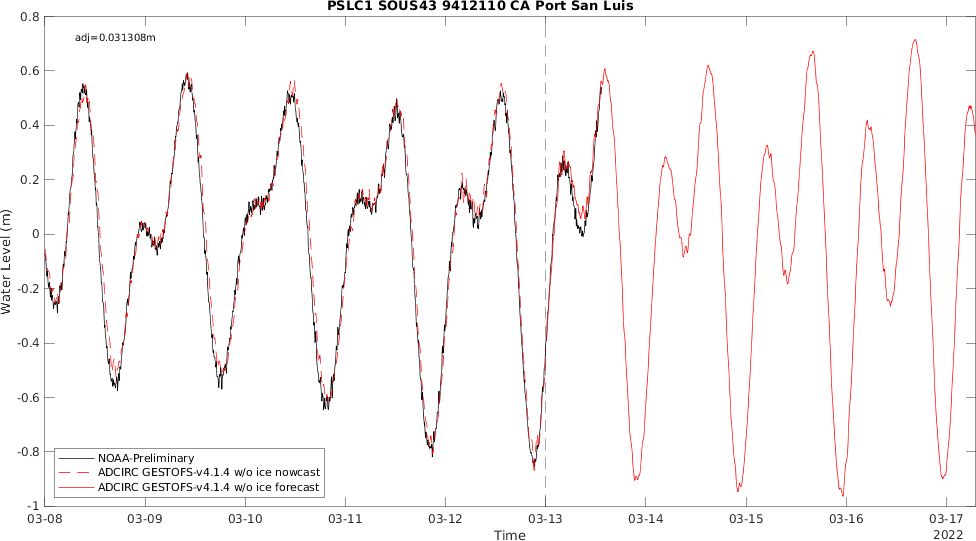 PSLC1 SOUS43 9412110 CA Port San Luis
adj=0.031308m
0.8
0.6
0.4
0.2
0
-0.2
-0.4
-0.6
-0.8
-1
Water Level (m)
NOAA-Preliminary
ADCIRC GESTOFS-v4.1.4 w/o ice nowcast
ADCIRC GESTOFS-v4.1.4 w/o ice forecast
03-08 03-09 03-10 03-11 03-12 03-13 03-14 03-15 03-16 03-17
Time
2022